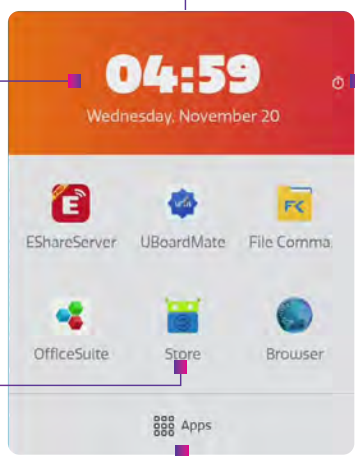 04:59
Wednesday, November 20
EShareServer UBoardMate File Comma
OfficeSuite Store Browser
Apps